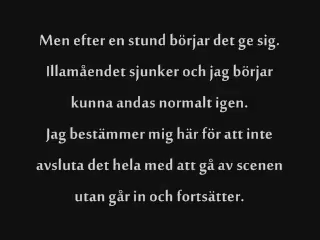 Men efter en stund börjar det ge sig.
Illamåendet sjunker och jag börjar
kunna andas normalt igen.
Jag bestämmer mig här för att inte
avsluta det hela med att gå av scenen
utan går in och fortsätter.